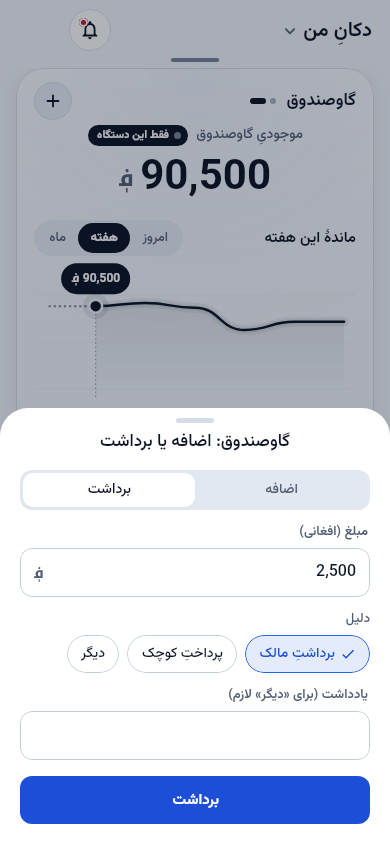 دکانِ من
گاوصندوق
موجودیِ گاوصندوق
فقط این دستگاه
90,500 ؋
ماندهٔ این هفته
امروز
هفته
ماه
90,500 ؋
گاوصندوق: اضافه یا برداشت
اضافه
برداشت
مبلغ (افغانی)
2,500
؋
دلیل
برداشتِ مالک
پرداختِ کوچک
دیگر
یادداشت (برای «دیگر» لازم)
برداشت